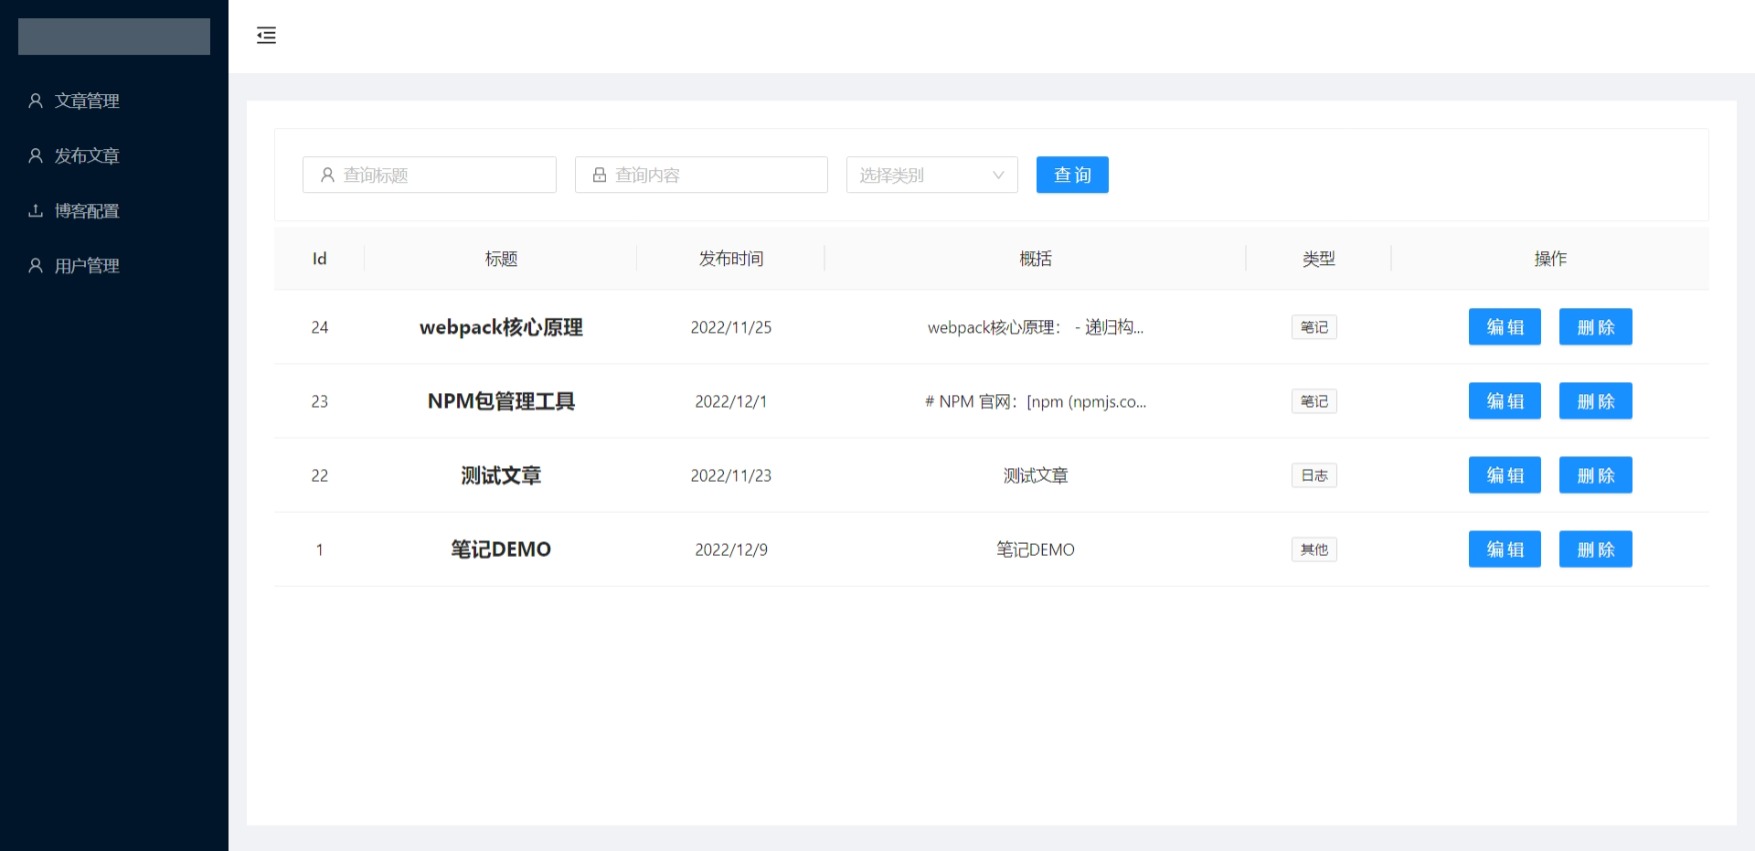 文章管理
发布文章
博客配置
用户管理
查询标题
查询内容
选择类别
查询
Id 标题 发布时间 概括 类型 操作
24 webpack核心原理 2022/11/25 webpack核心原理： - 递归构... 笔记 编辑 删除
23 NPM包管理工具 2022/12/1 # NPM 官网：[npm (npmjs.co... 笔记 编辑 删除
22 测试文章 2022/11/23 测试文章 日志 编辑 删除
1 笔记DEMO 2022/12/9 笔记DEMO 其他 编辑 删除